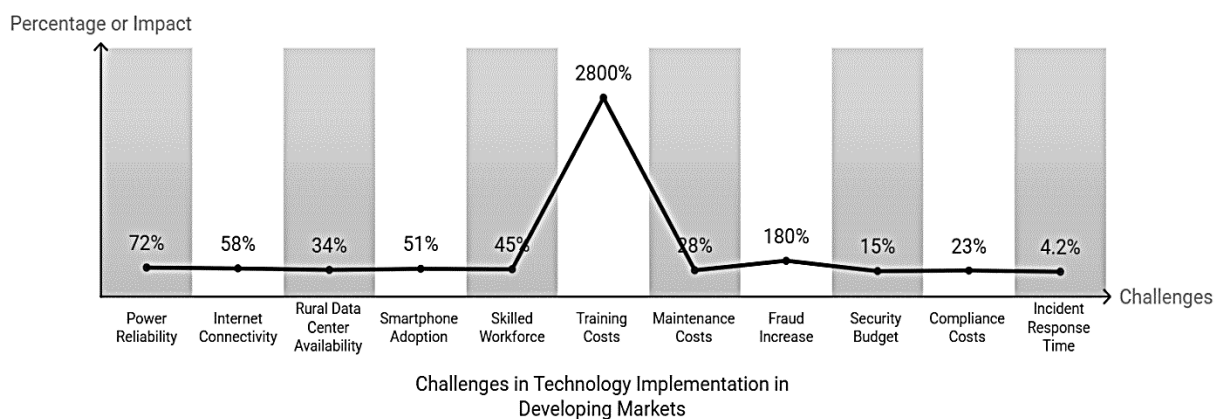 Percentage or Impact
2800%
72%
58%
34%
51%
45%
28%
180%
15%
23%
4.2%
Challenges
Power
Reliability
Internet
Connectivity
Rural Data
Center
Availability
Smartphone
Adoption
Skilled
Workforce
Training
Costs
Maintenance
Costs
Fraud
Increase
Security
Budget
Compliance
Costs
Incident
Response
Time
Challenges in Technology Implementation in
Developing Markets